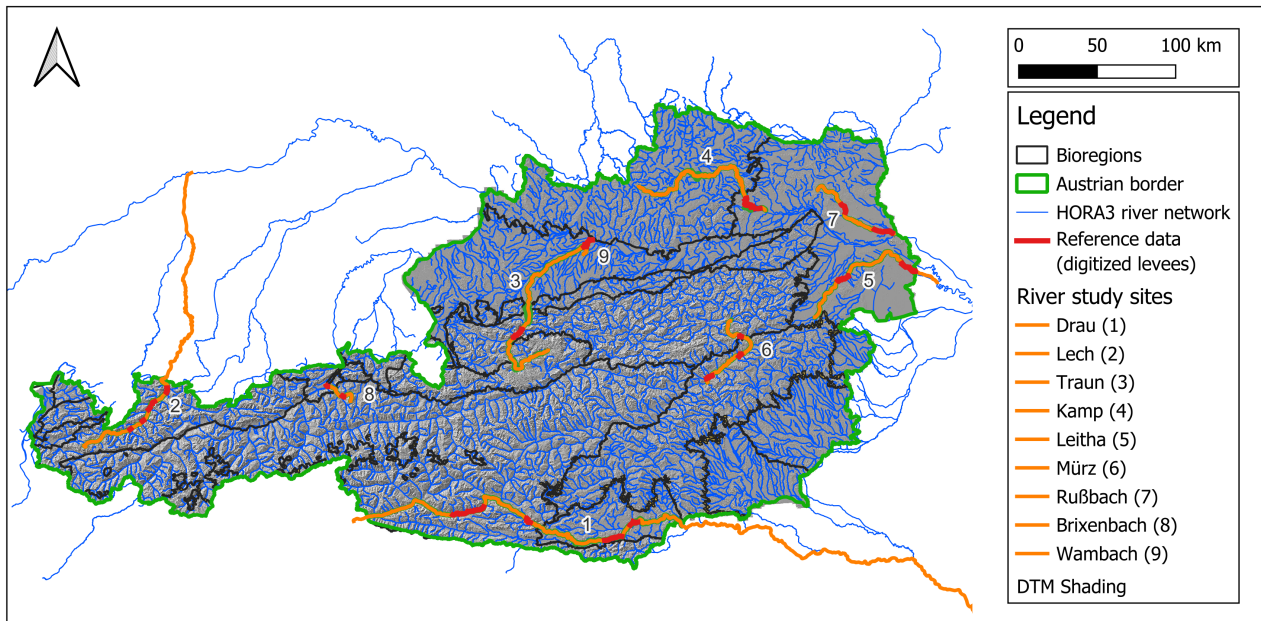 0 50 100 km
Legend
Bioregions
Austrian border
HORA3 river network
Reference data
(digitized levees)
River study sites
Drau (1)
Lech (2)
Traun (3)
Kamp (4)
Leitha (5)
Mürz (6)
Rußbach (7)
Brixenbach (8)
Wambach (9)
DTM Shading
4
7
9
3
5
6
8
2
1